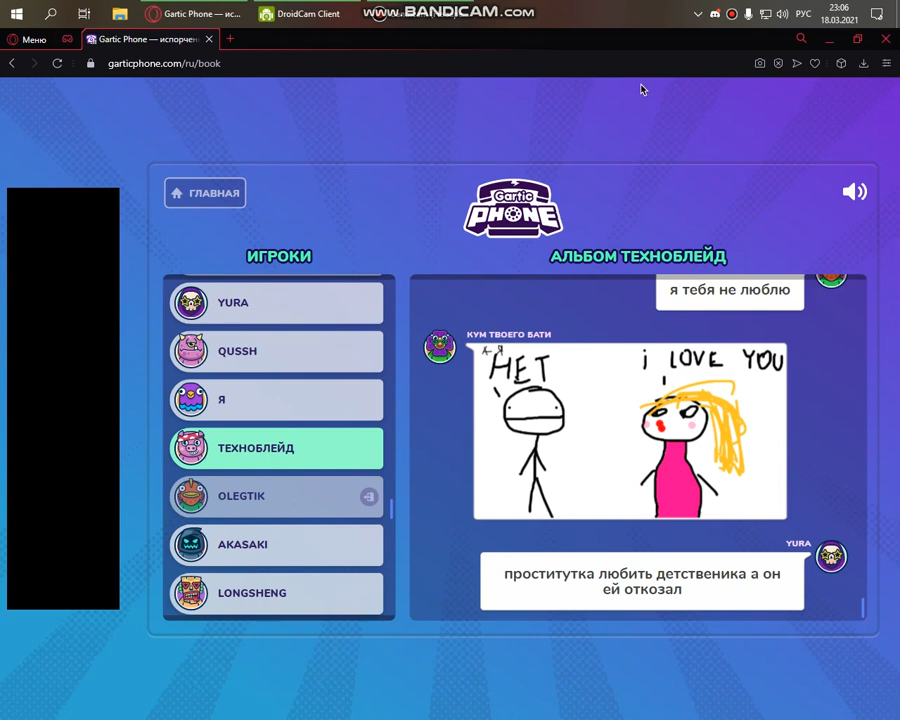 Gartic Phone — ис...
DroidCam Client
WWW.BANDICAM.COM
РУС
23:06
18.03.2021
Меню
Gartic Phone — испорчен
garticphone.com/ru/book
ГЛАВНАЯ
Gartic
PHONE
ИГРОКИ
АЛЬБОМ ТЕХНОБЛЕЙД
YURA
QUSSH
Я
ТЕХНОБЛЕЙД
OLEGTIK
AKASAKI
LONGSHENG
я тебя не люблю
КУМ ТВОЕГО БАТИ
НЕТ
i LOVE YOU
YURA
проститутка любить детственика а он
ей откозал